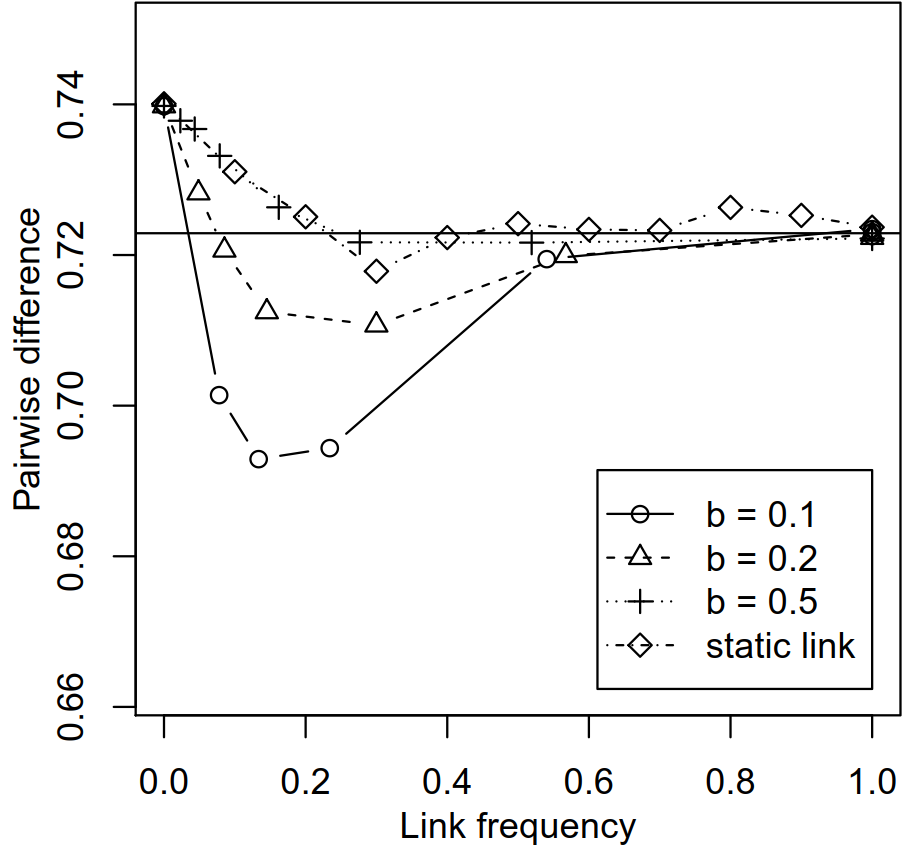 0.74
0.72
0.70
0.68
0.66
Pairwise difference
b = 0.1
b = 0.2
b = 0.5
static link
0.0 0.2 0.4 0.6 0.8 1.0
Link frequency